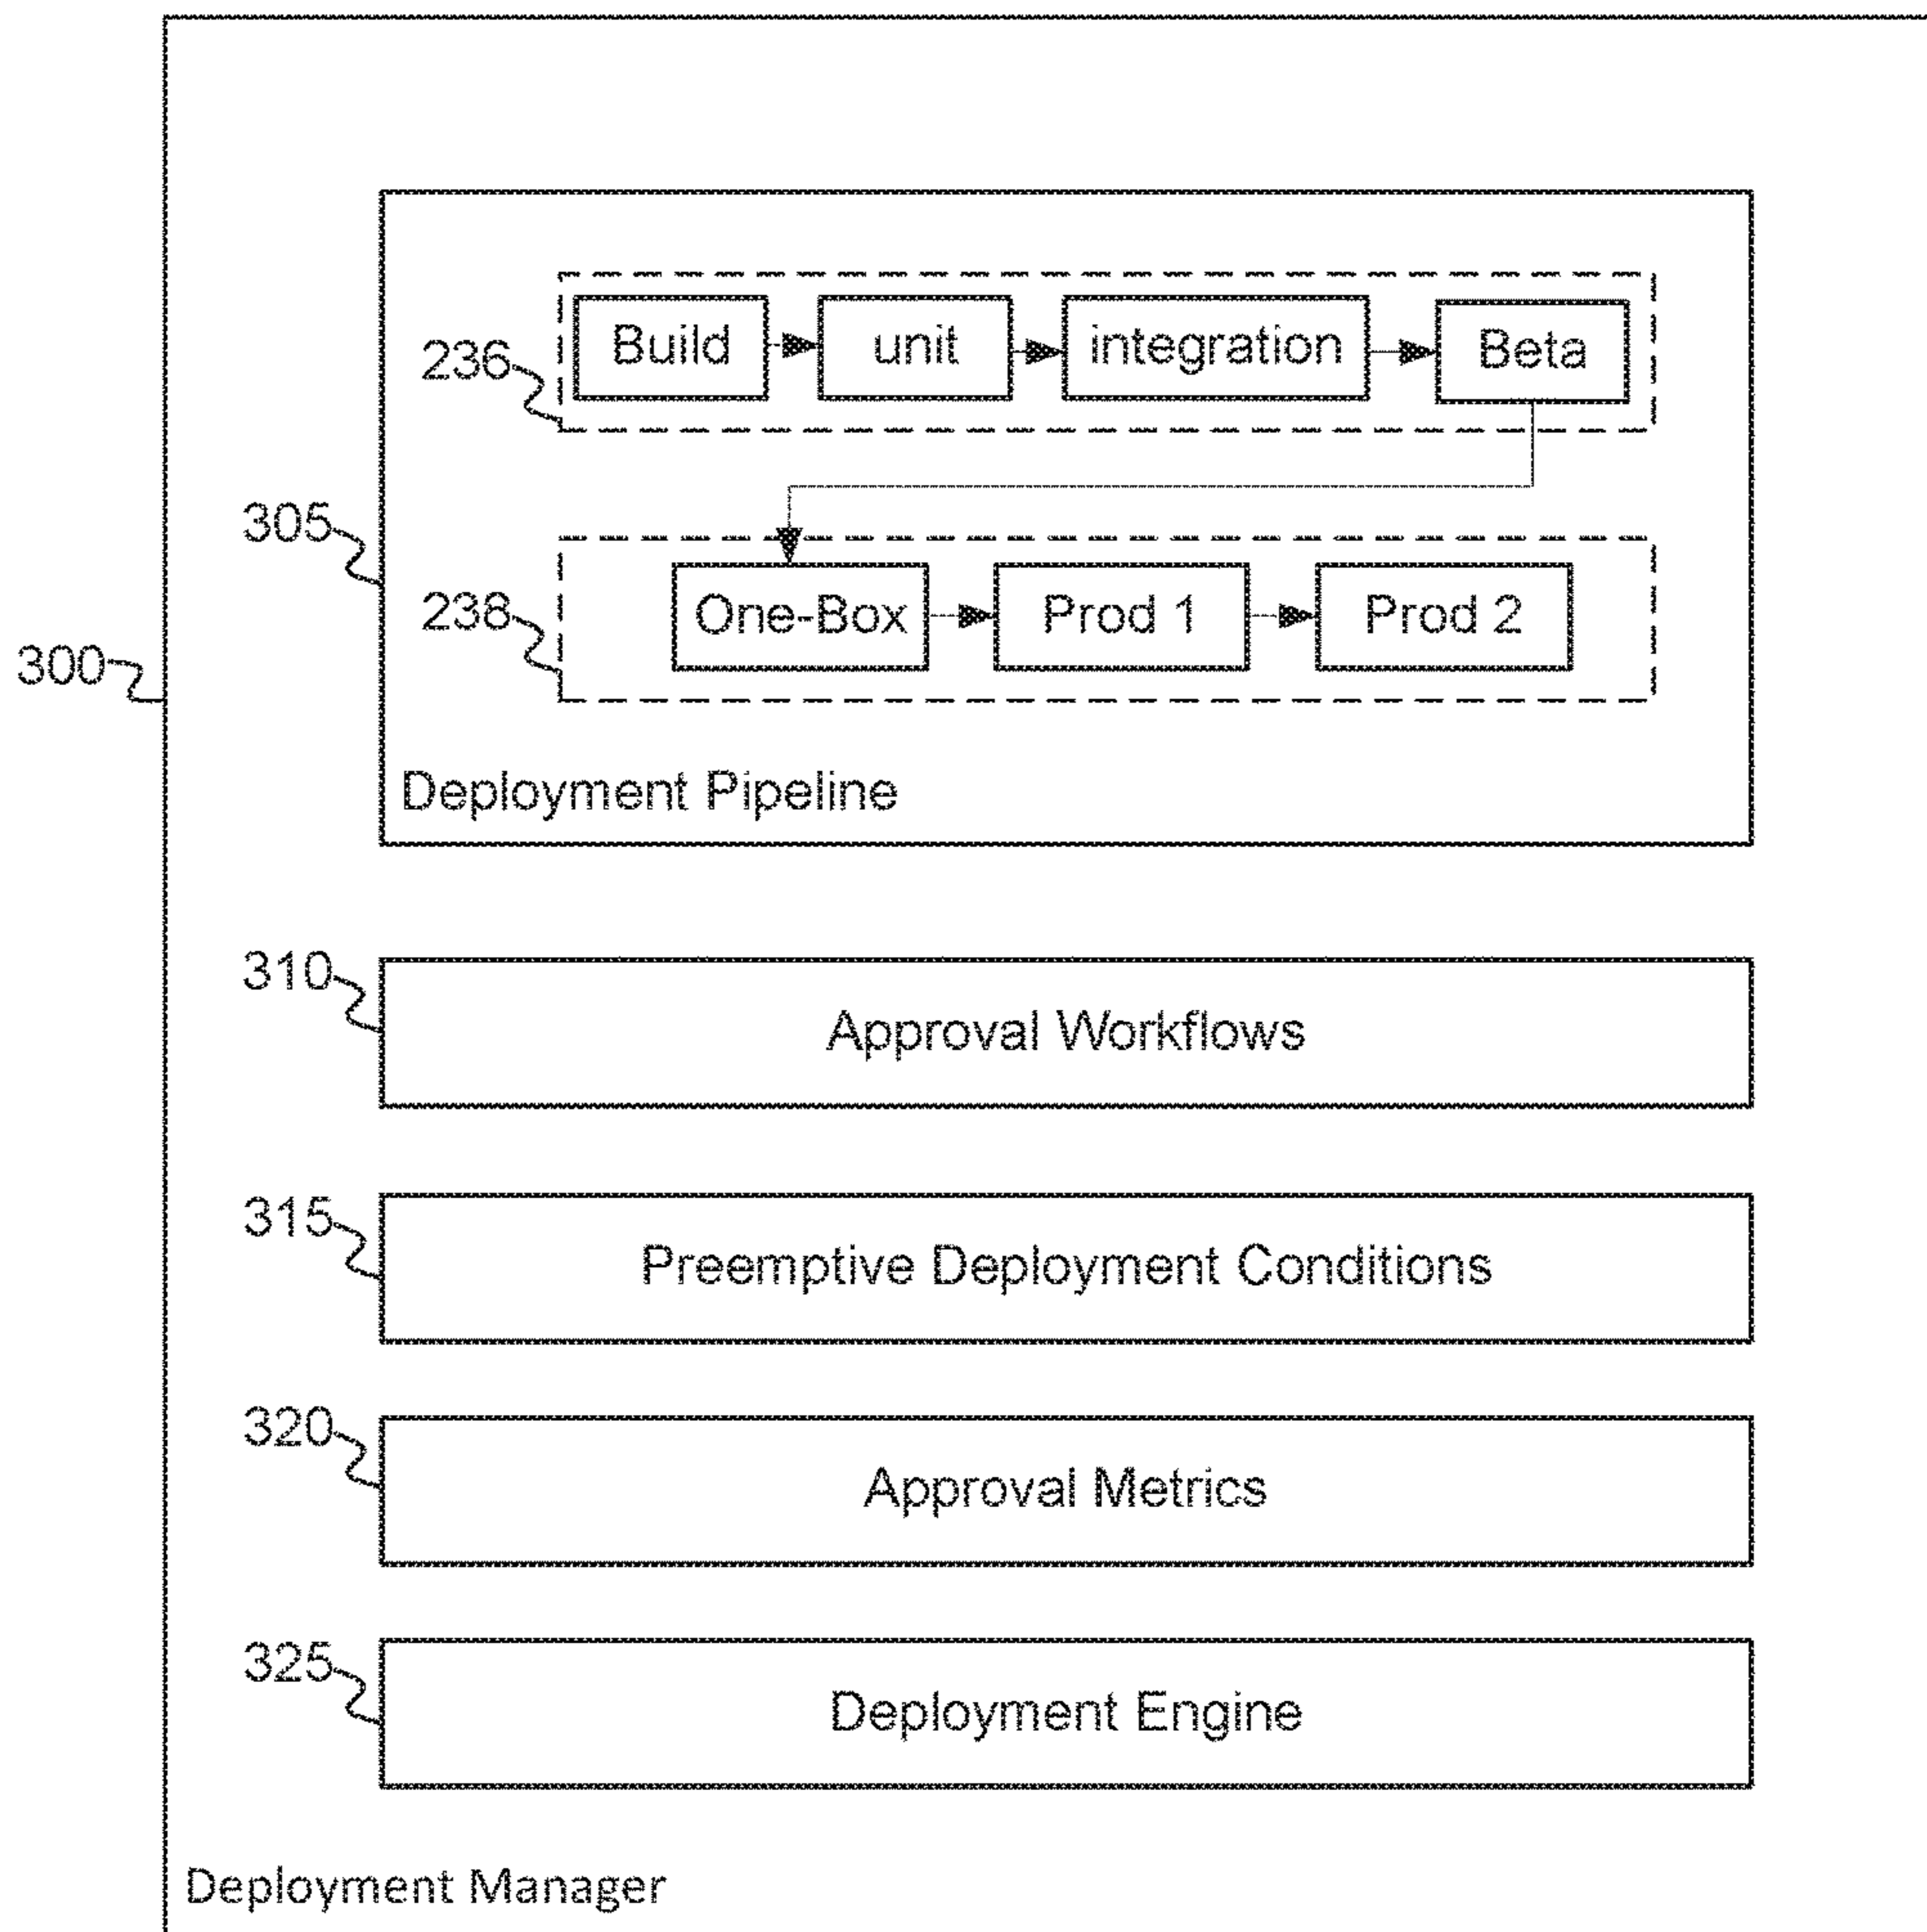 Build unit integration Beta
236
305
One-Box Prod 1 Prod 2
238
300
Deployment Pipeline
310
Approval Workflows
315
Preemptive Deployment Conditions
320
Approval Metrics
325
Deployment Engine
Deployment Manager